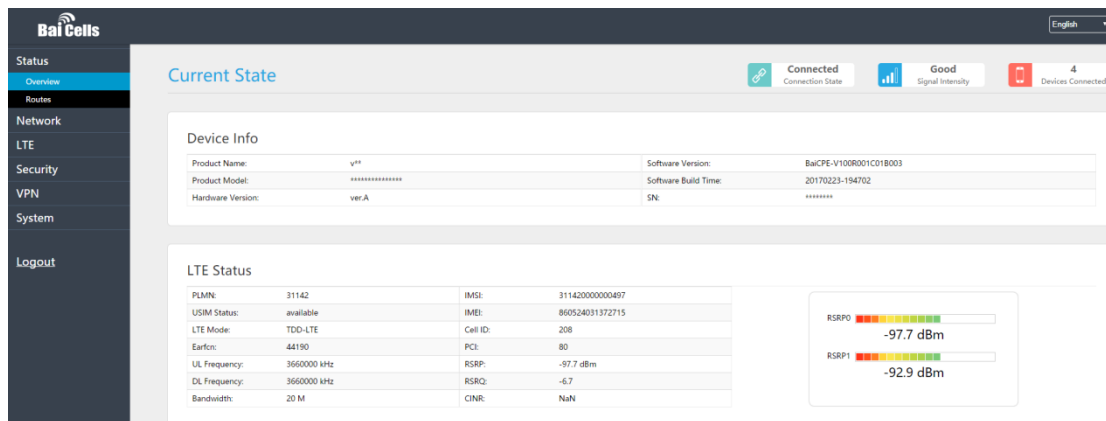 BaiCells
English
Status
Overview
Routes
Network
LTE
Security
VPN
System
Logout
Current State
Connected
Connection State
Good
Signal Intensity
4
Devices Connected
Device Info
Product Name: v** Software Version: BaiCPE-V100R001C01B003
Product Model: *************** Software Build Time: 20170223-194702
Hardware Version: ver.A SN: ********
LTE Status
PLMN: 31142 IMSI: 311420000000497
USIM Status: available IMEI: 860524031372715
LTE Mode: TDD-LTE Cell ID: 208
Earfcn: 44190 PCI: 80
UL Frequency: 3660000 kHz RSRP: -97.7 dBm
DL Frequency: 3660000 kHz RSRQ: -6.7
Bandwidth: 20 M CINR: NaN
RSRP0
-97.7 dBm
RSRP1
-92.9 dBm